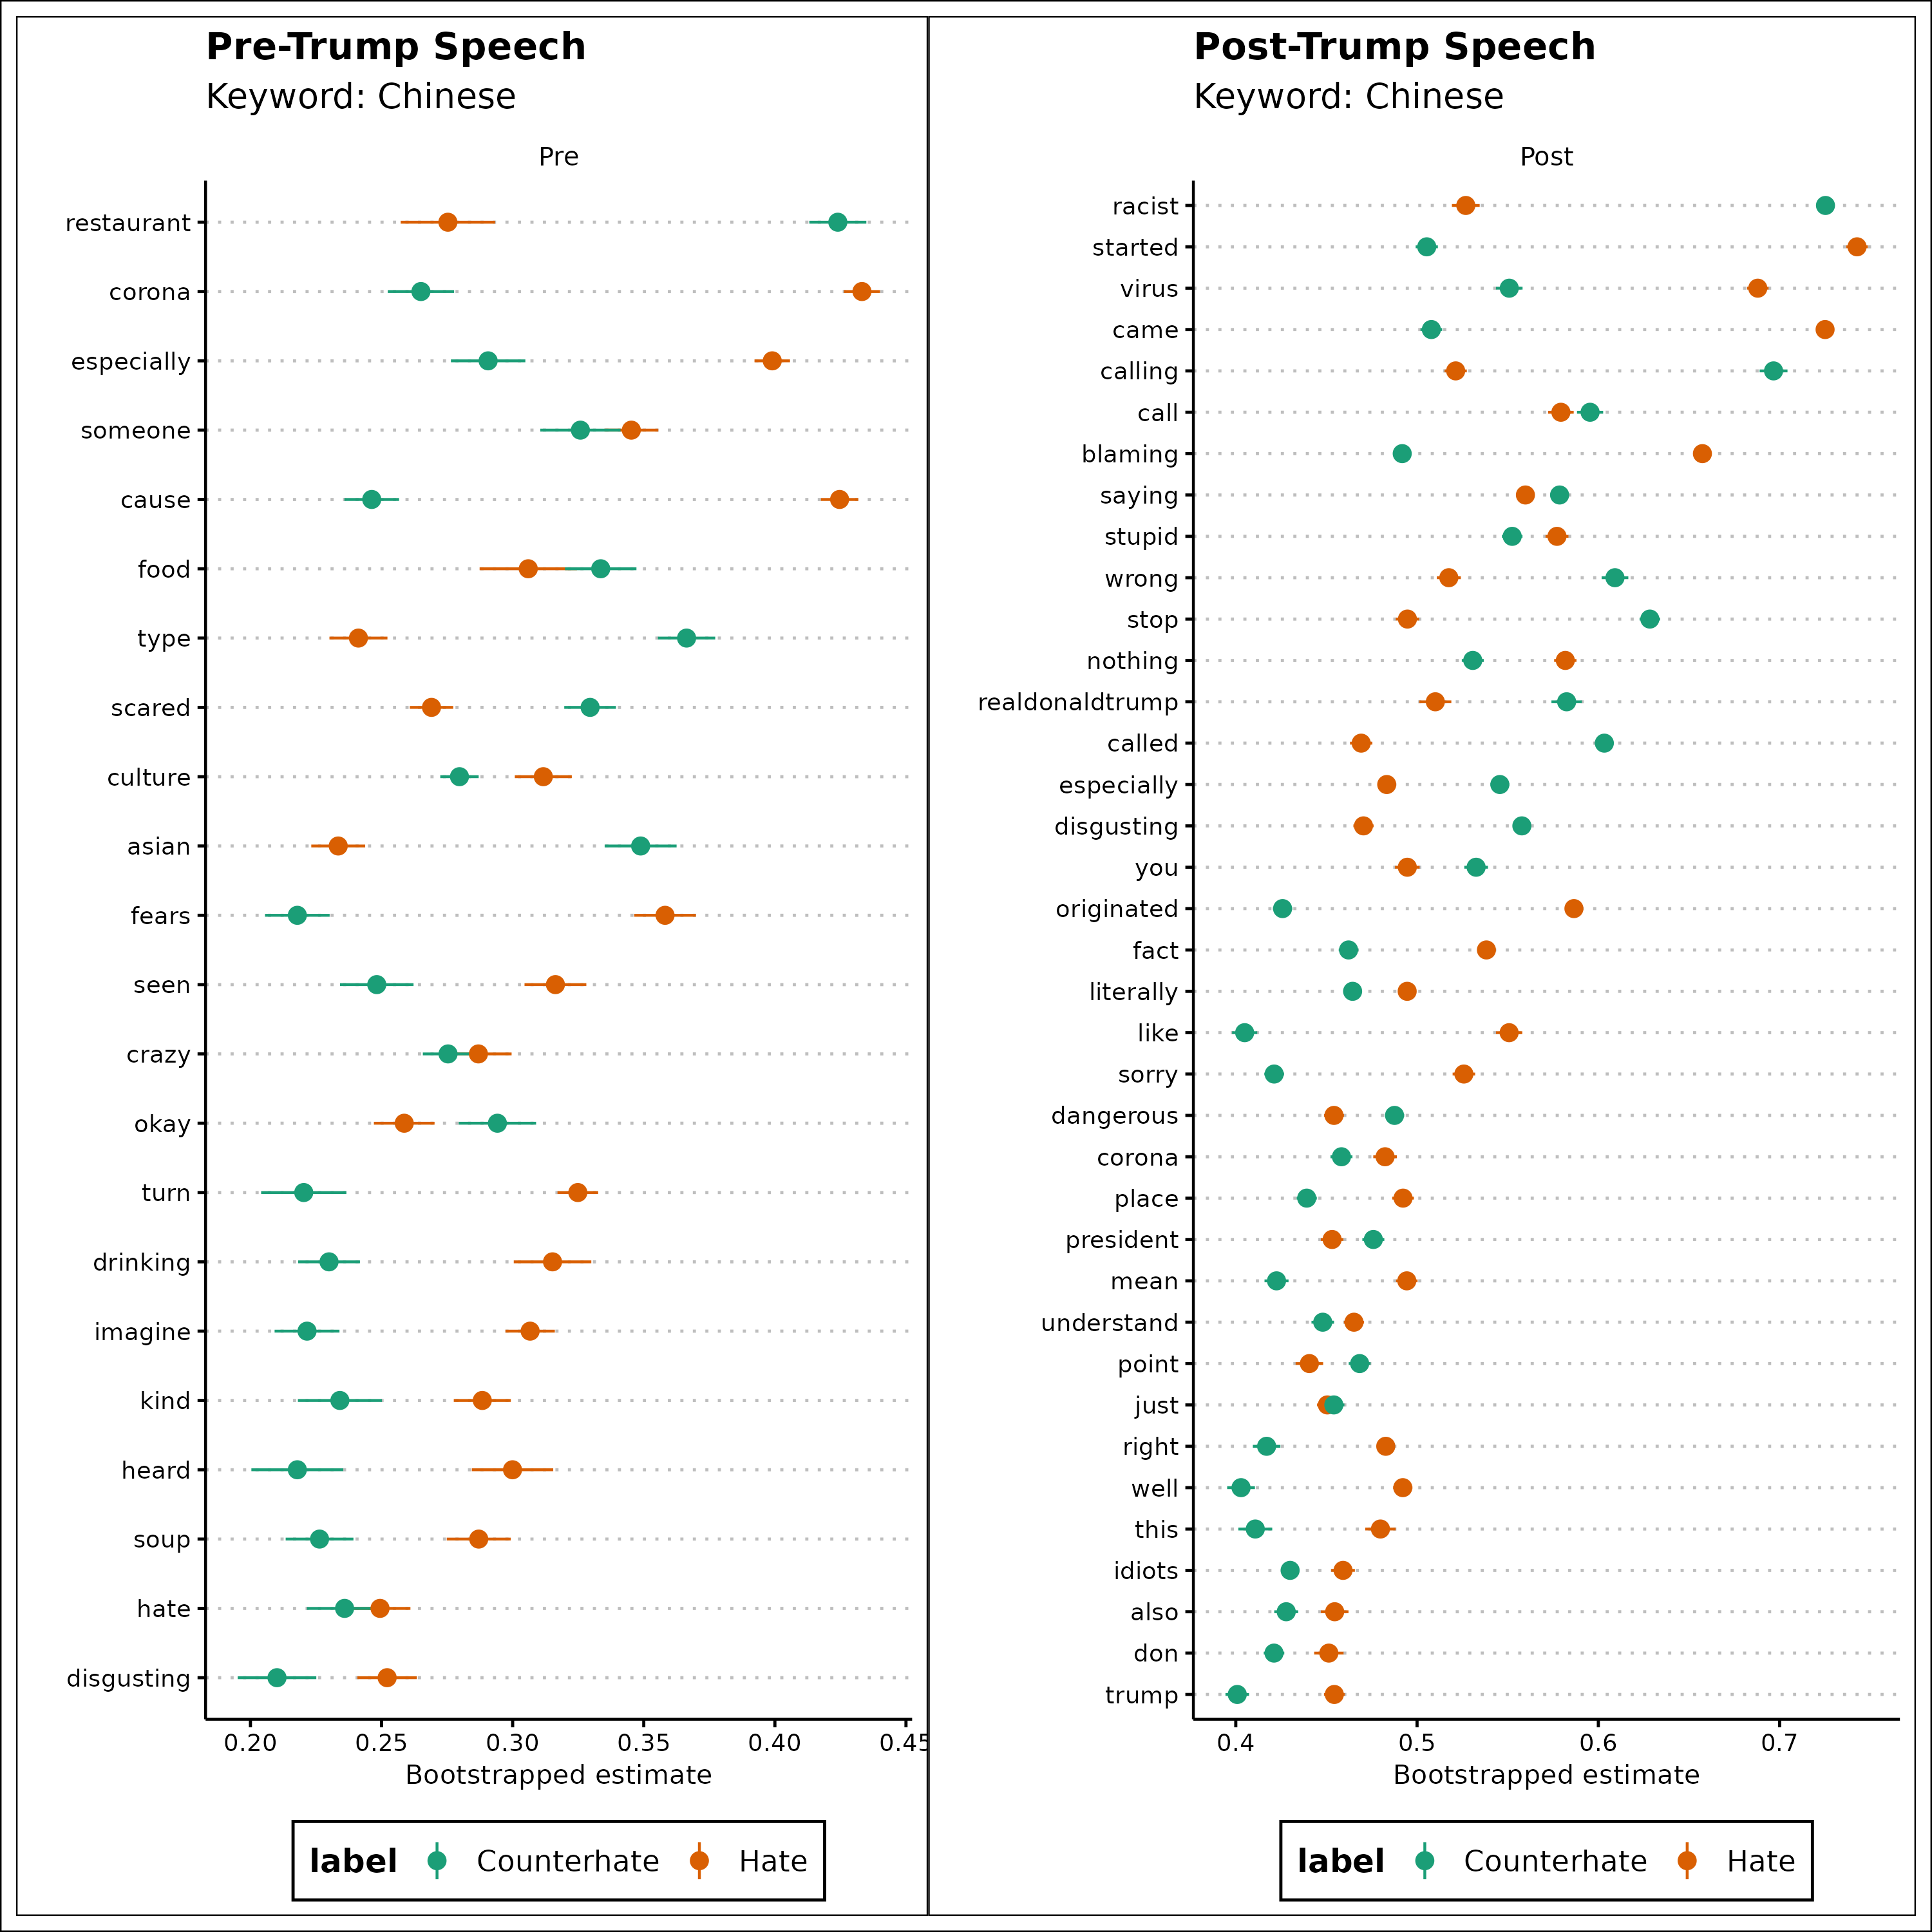 Pre-Trump Speech
Keyword: Chinese
Pre
restaurant
corona
especially
someone
cause
food
type
scared
culture
asian
fears
seen
crazy
okay
turn
drinking
imagine
kind
heard
soup
hate
disgusting
0.20 0.25 0.30 0.35 0.40 0.45
Bootstrapped estimate
label Counterhate Hate
Post-Trump Speech
Keyword: Chinese
Post
racist
started
virus
came
calling
call
blaming
saying
stupid
wrong
stop
nothing
realdonaldtrump
called
especially
disgusting
you
originated
fact
literally
like
sorry
dangerous
corona
place
president
mean
understand
point
just
right
well
this
idiots
also
don
trump
0.4 0.5 0.6 0.7
Bootstrapped estimate
label Counterhate Hate